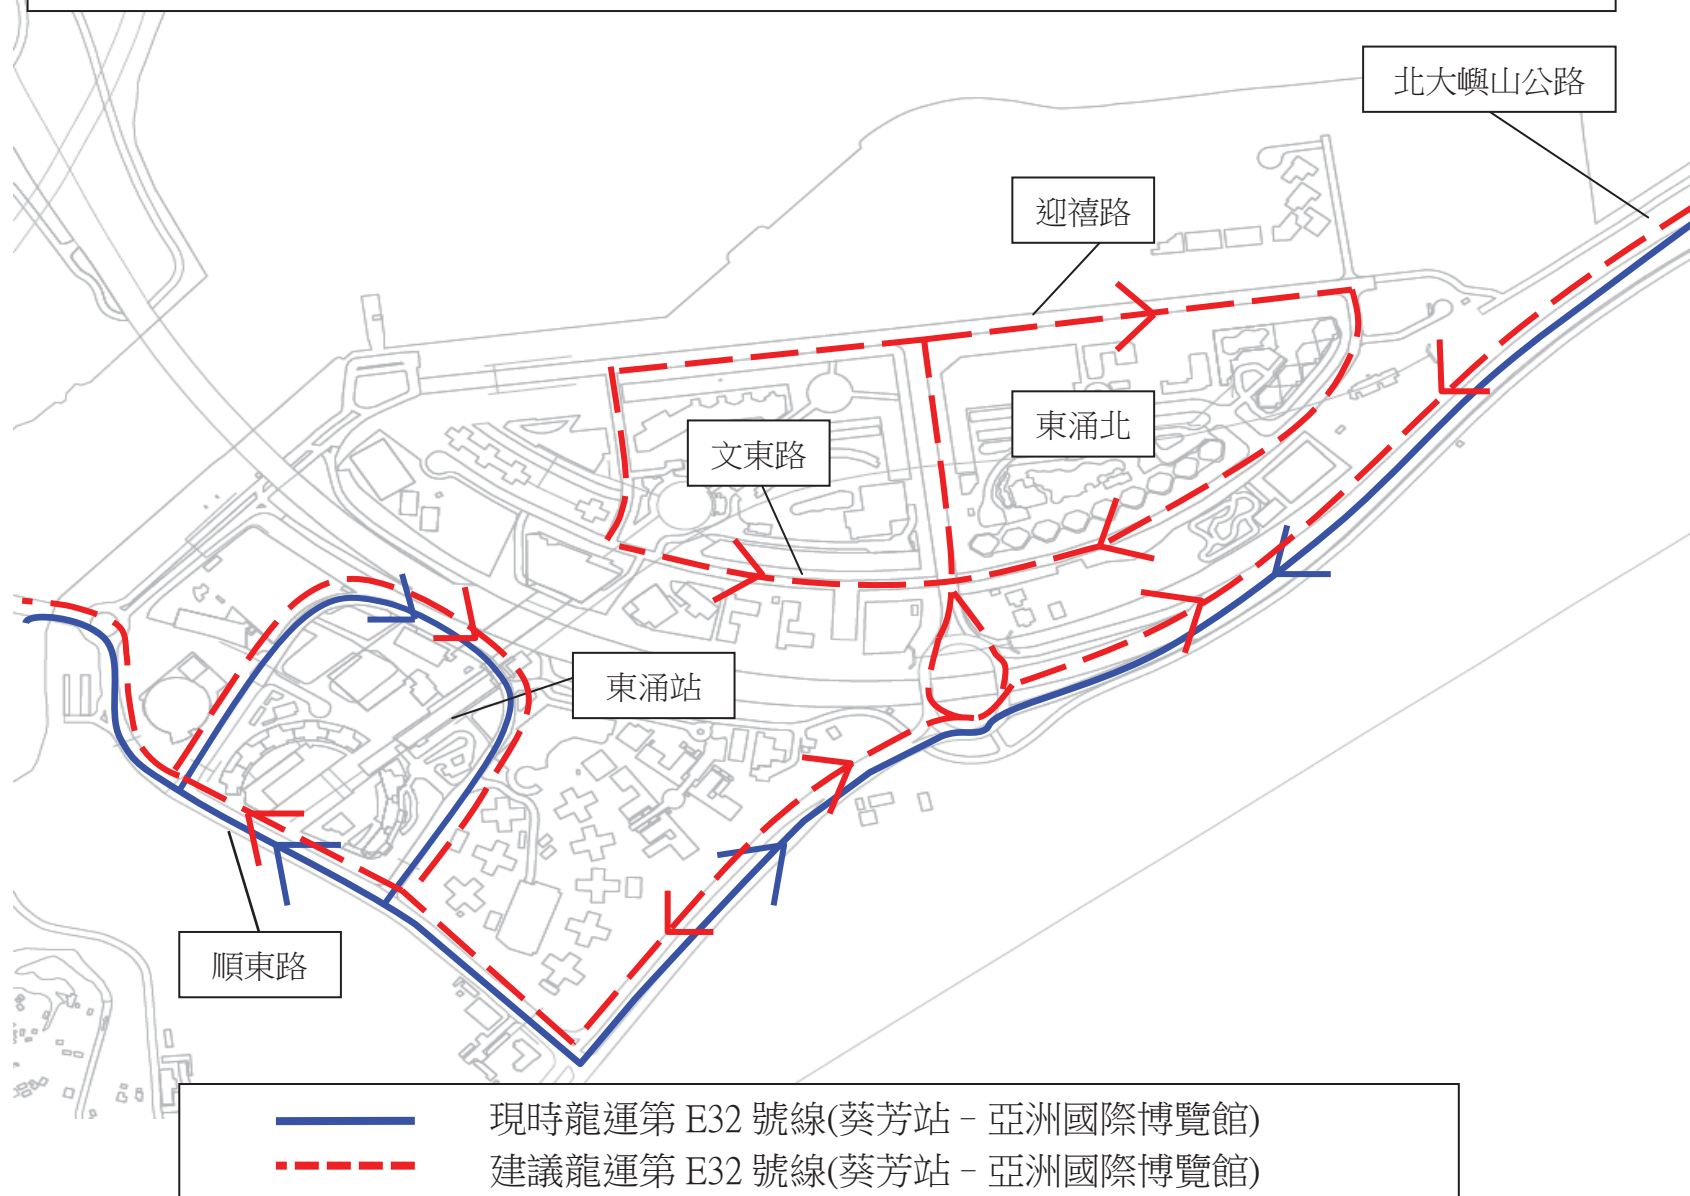 北大嶼山公路
迎禧路
東涌北
文東路
東涌站
順東路
現時龍運第 E32 號線(葵芳站 - 亞洲國際博覽館)
建議龍運第 E32 號線(葵芳站 - 亞洲國際博覽館)